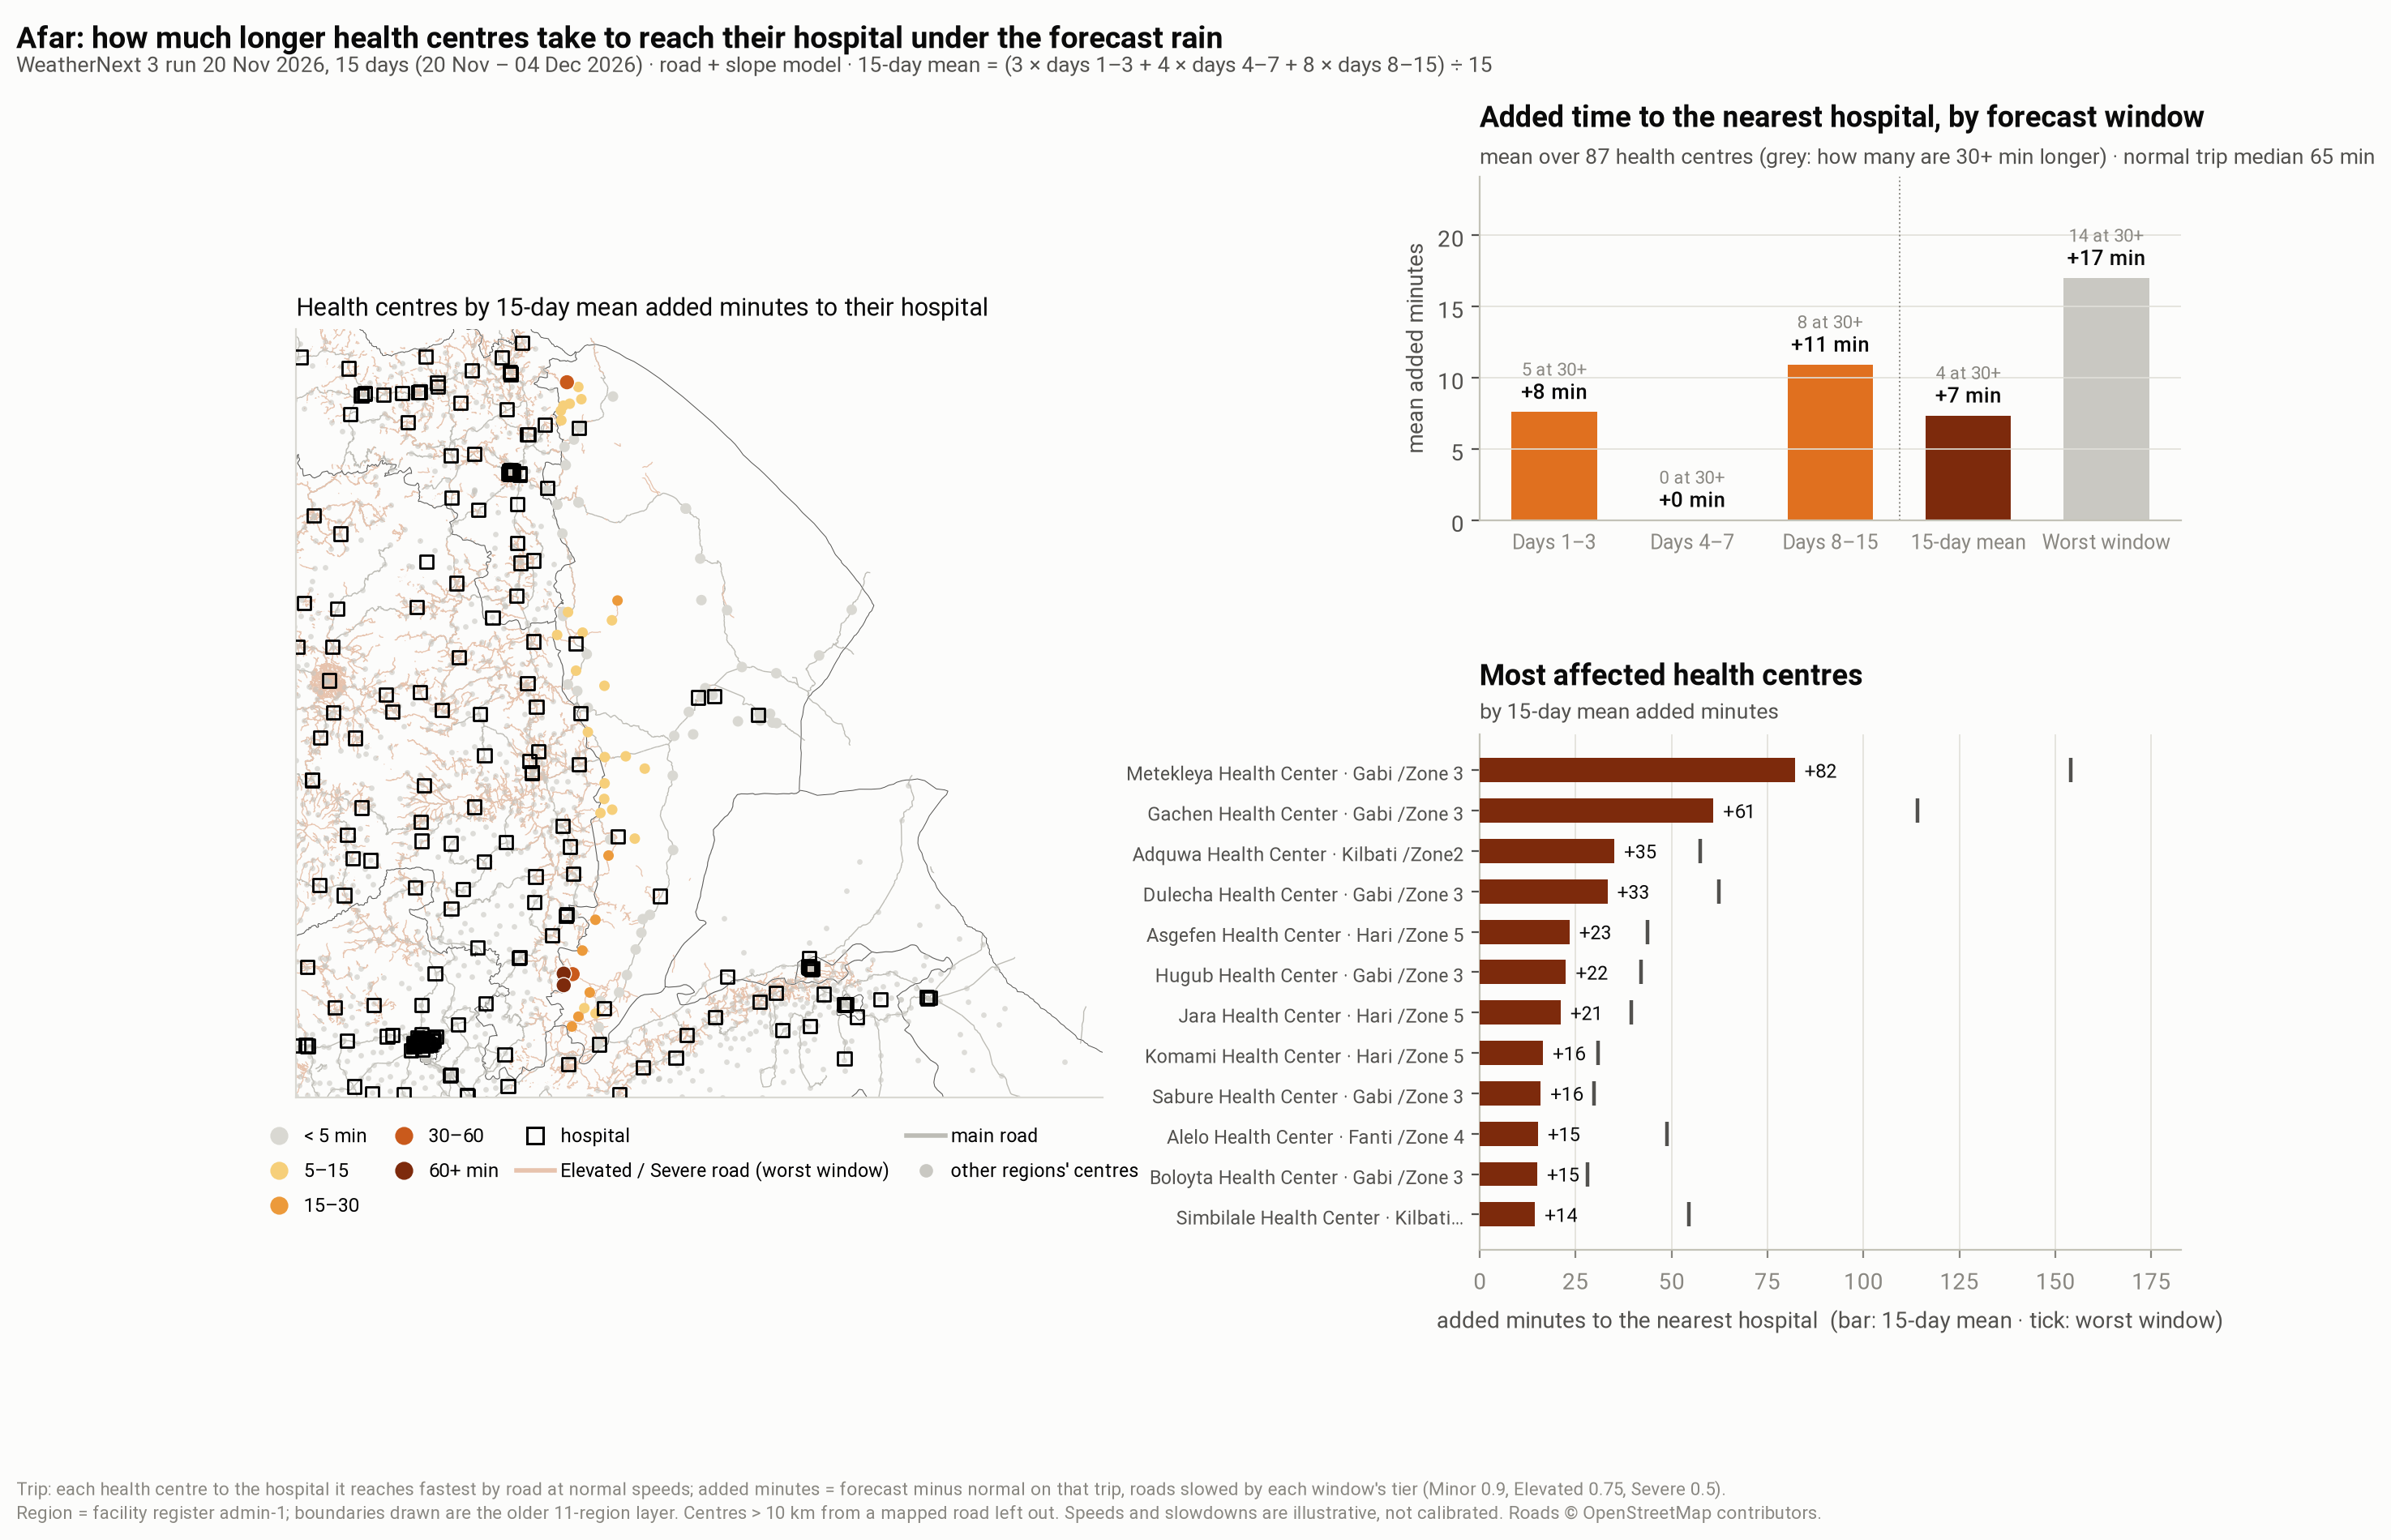 Afar: how much longer health centres take to reach their hospital under the forecast rain
WeatherNext 3 run 20 Nov 2026, 15 days (20 Nov – 04 Dec 2026) · road + slope model · 15-day mean = (3 × days 1–3 + 4 × days 4–7 + 8 × days 8–15) ÷ 15
Health centres by 15-day mean added minutes to their hospital
< 5 min
30–60
hospital
main road
5–15
60+ min
Elevated / Severe road (worst window)
other regions' centres
15–30
Added time to the nearest hospital, by forecast window
mean over 87 health centres (grey: how many are 30+ min longer) · normal trip median 65 min
mean added minutes
20
15
10
5
0
5 at 30+
+8 min
0 at 30+
+0 min
8 at 30+
+11 min
4 at 30+
+7 min
14 at 30+
+17 min
Days 1–3
Days 4–7
Days 8–15
15-day mean
Worst window
Most affected health centres
by 15-day mean added minutes
Metekleya Health Center · Gabi /Zone 3
+82
Gachen Health Center · Gabi /Zone 3
+61
Adquwa Health Center · Kilbati /Zone2
+35
Dulecha Health Center · Gabi /Zone 3
+33
Asgefen Health Center · Hari /Zone 5
+23
Hugub Health Center · Gabi /Zone 3
+22
Jara Health Center · Hari /Zone 5
+21
Komami Health Center · Hari /Zone 5
+16
Sabure Health Center · Gabi /Zone 3
+16
Alelo Health Center · Fanti /Zone 4
+15
Boloyta Health Center · Gabi /Zone 3
+15
Simbilale Health Center · Kilbati…
+14
0
25
50
75
100
125
150
175
added minutes to the nearest hospital (bar: 15-day mean · tick: worst window)
Trip: each health centre to the hospital it reaches fastest by road at normal speeds; added minutes = forecast minus normal on that trip, roads slowed by each window's tier (Minor 0.9, Elevated 0.75, Severe 0.5).
Region = facility register admin-1; boundaries drawn are the older 11-region layer. Centres > 10 km from a mapped road left out. Speeds and slowdowns are illustrative, not calibrated. Roads © OpenStreetMap contributors.